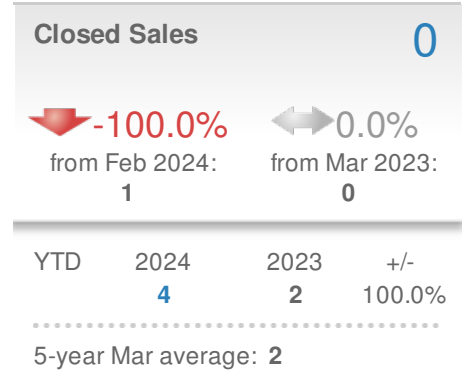 Closed Sales 0
-100.0% 0.0%
from Feb 2024: from Mar 2023:
1 0
YTD 2024 2023 +/-
4 2 100.0%
5-year Mar average: 2